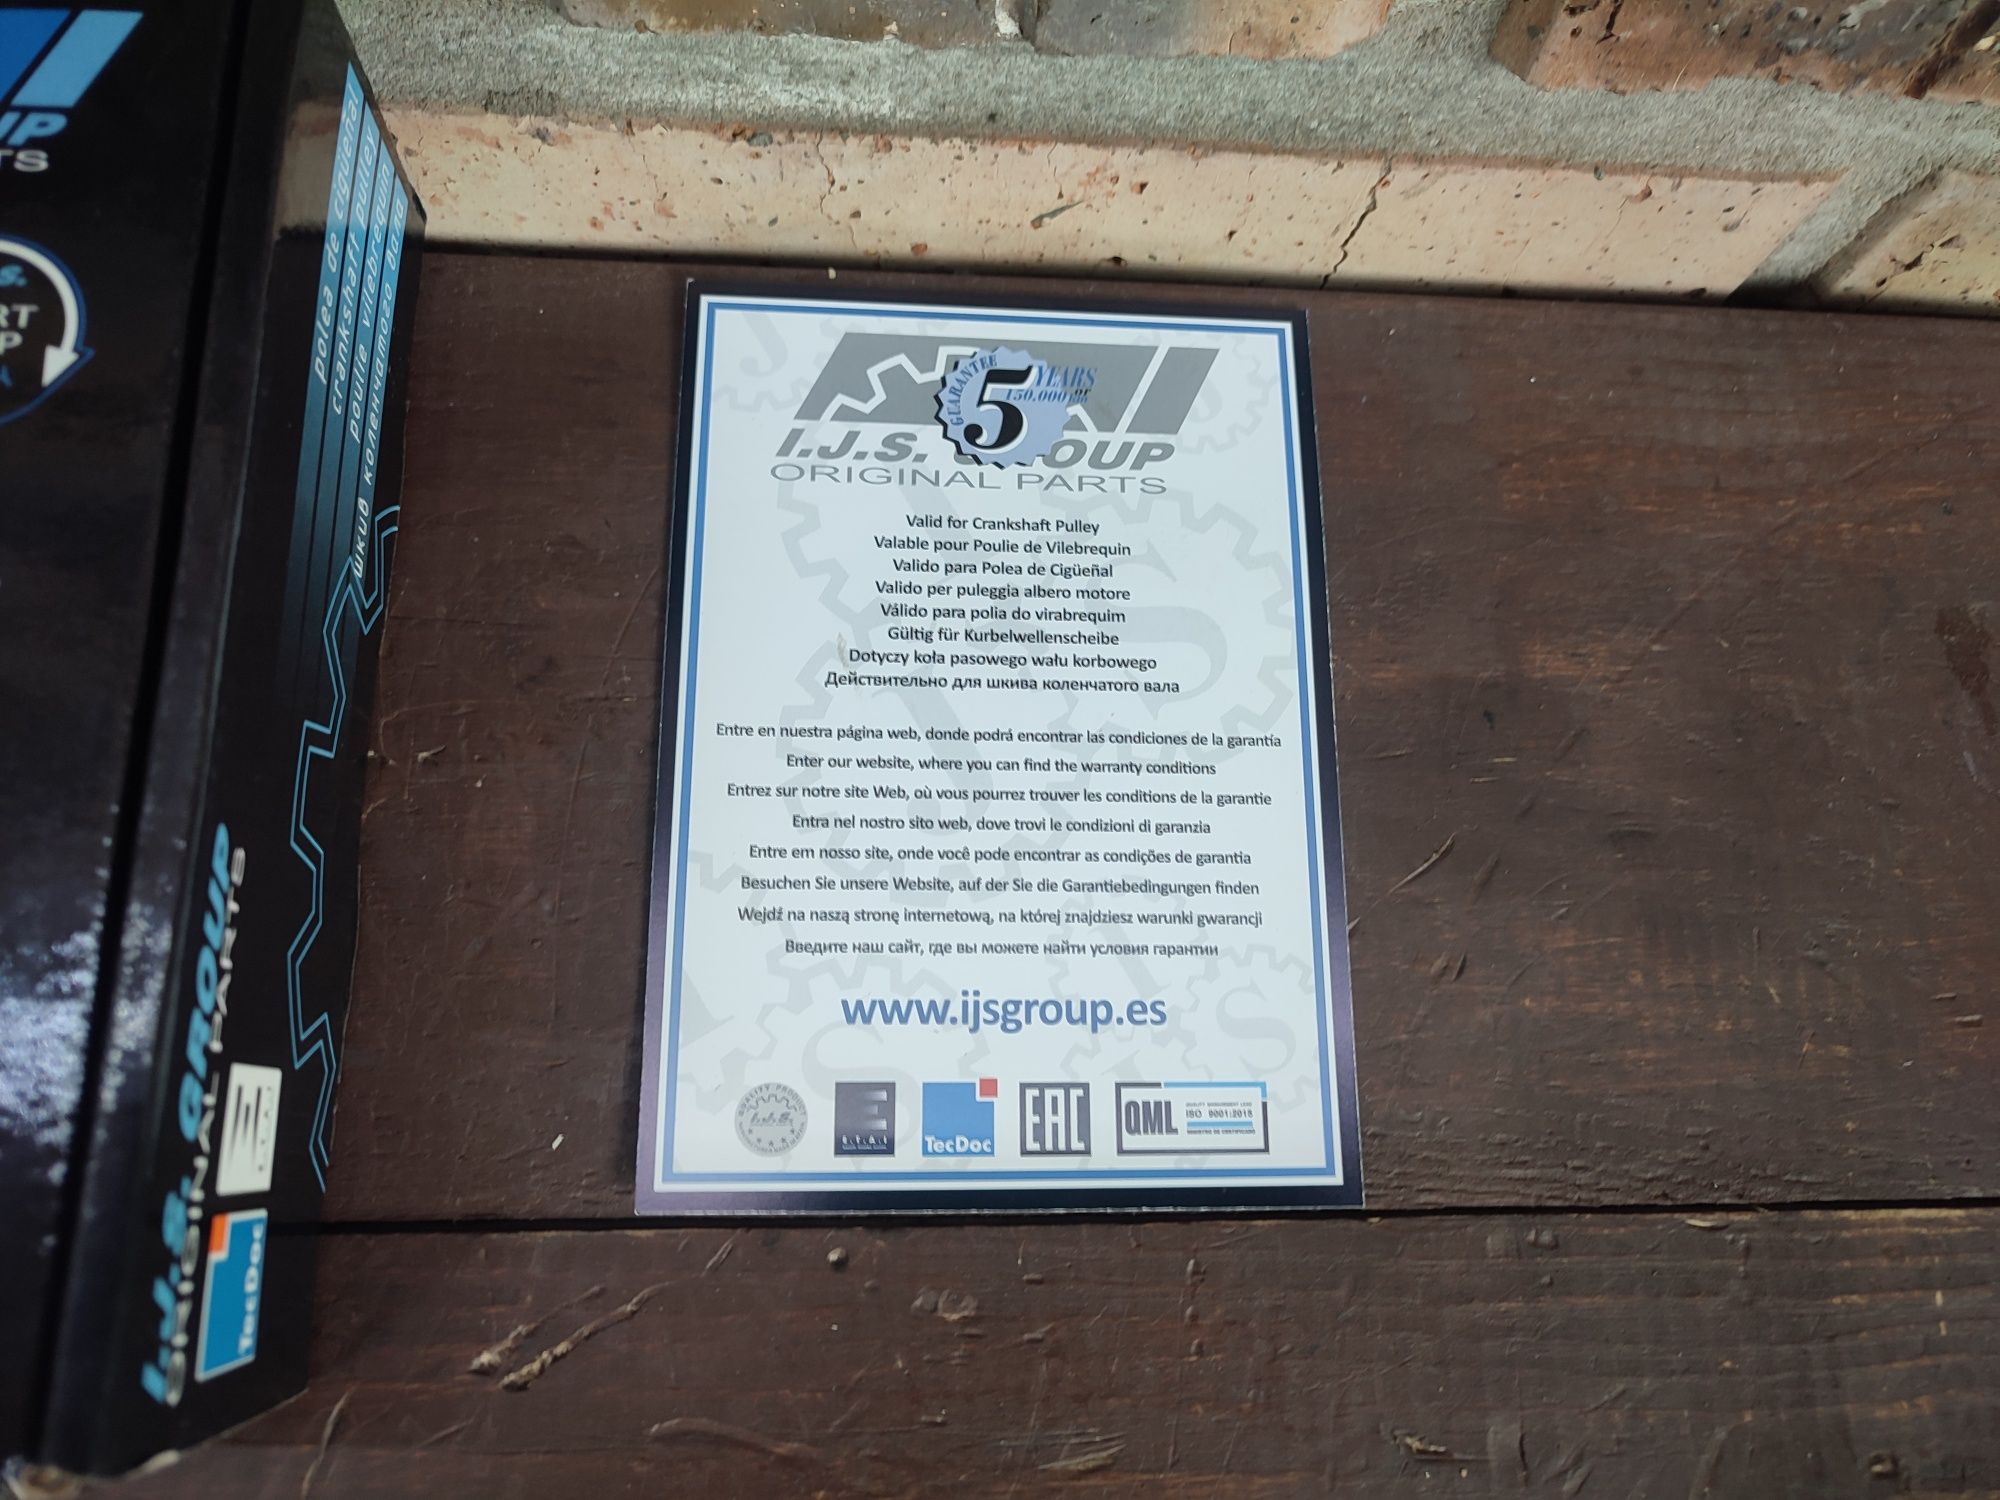 UP
TS
S.
RT
P
A
polea de cigüeñal
crankshaft pulley
poulie vilebrequin
шкив коленчатого вала
I.J.S. GROUP
ORIGINAL PARTS
TecDoc
GUARANTEE
5 YEARS
or
150.000
I.J.S. GROUP
ORIGINAL PARTS
Valid for Crankshaft Pulley
Valable pour Poulie de Vilebrequin
Valido para Polea de Cigüeñal
Valido per puleggia albero motore
Válido para polia do virabrequim
Gültig für Kurbelwellenscheibe
Dotyczy koła pasowego wału korbowego
Действительно для шкива коленчатого вала
Entre en nuestra página web, donde podrá encontrar las condiciones de la garantía
Enter our website, where you can find the warranty conditions
Entrez sur notre site Web, où vous pourrez trouver les conditions de la garantie
Entra nel nostro sito web, dove trovi le condizioni di garanzia
Entre em nosso site, onde você pode encontrar as condições de garantia
Besuchen Sie unsere Website, auf der Sie die Garantiebedingungen finden
Wejdź na naszą stronę internetową, na której znajdziesz warunki gwarancji
Введите наш сайт, где вы можете найти условия гарантии
www.ijsgroup.es
QUALITY PRODUCT
I.J.S.
TecDoc
EAC
QML
ISO 9001:2015